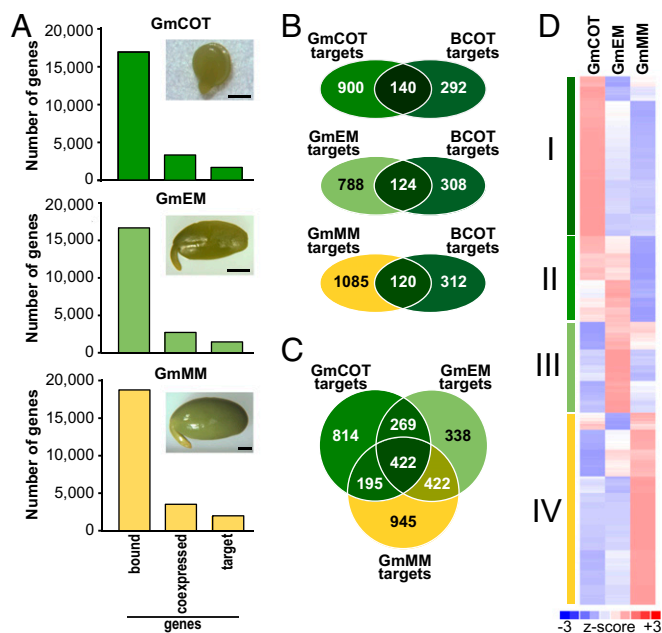 A
GmCOT
Number of genes
20,000
15,000
10,000
5,000
0
GmEM
Number of genes
20,000
15,000
10,000
5,000
0
GmMM
Number of genes
20,000
15,000
10,000
5,000
0
bound
coexpressed
target
genes
B
GmCOT targets
BCOT targets
900 140 292
GmEM targets
BCOT targets
788 124 308
GmMM targets
BCOT targets
1085 120 312
C
GmCOT targets
GmEM targets
814 269 338
422
195 422
945
GmMM targets
D
GmCOT
GmEM
GmMM
I
II
III
IV
-3 z-score +3